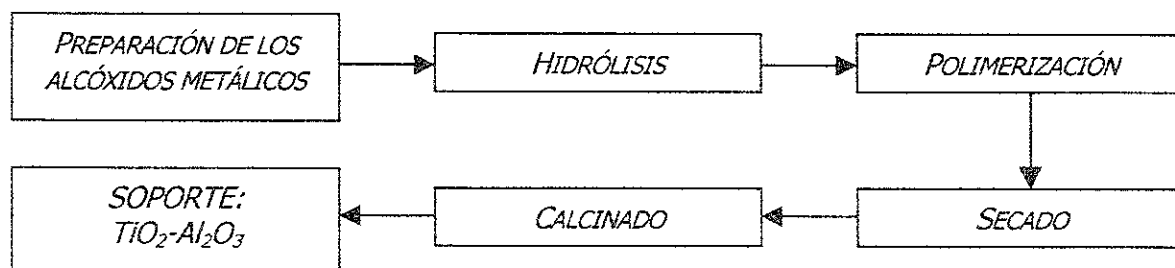 PREPARACIÓN DE LOS
ALCÓXIDOS METÁLICOS
HIDRÓLISIS
POLIMERIZACIÓN
SECADO
CALCINADO
SOPORTE:
TiO₂-Al₂O₃